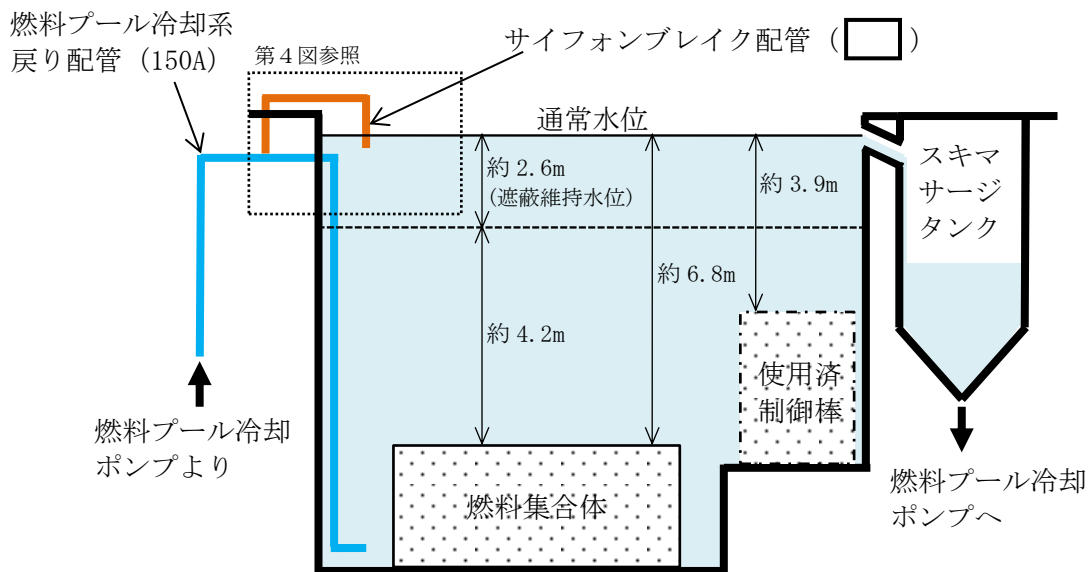 燃料プール冷却系
戻り配管 (150A)
第4図参照
サイフォンブレイク配管 ( )
通常水位
約 2.6m
(遮蔽維持水位)
約 3.9m
スキマ
サージ
タンク
約 6.8m
約 4.2m
使用済
制御棒
燃料プール冷却
ポンプより
燃料集合体
燃料プール冷却
ポンプへ